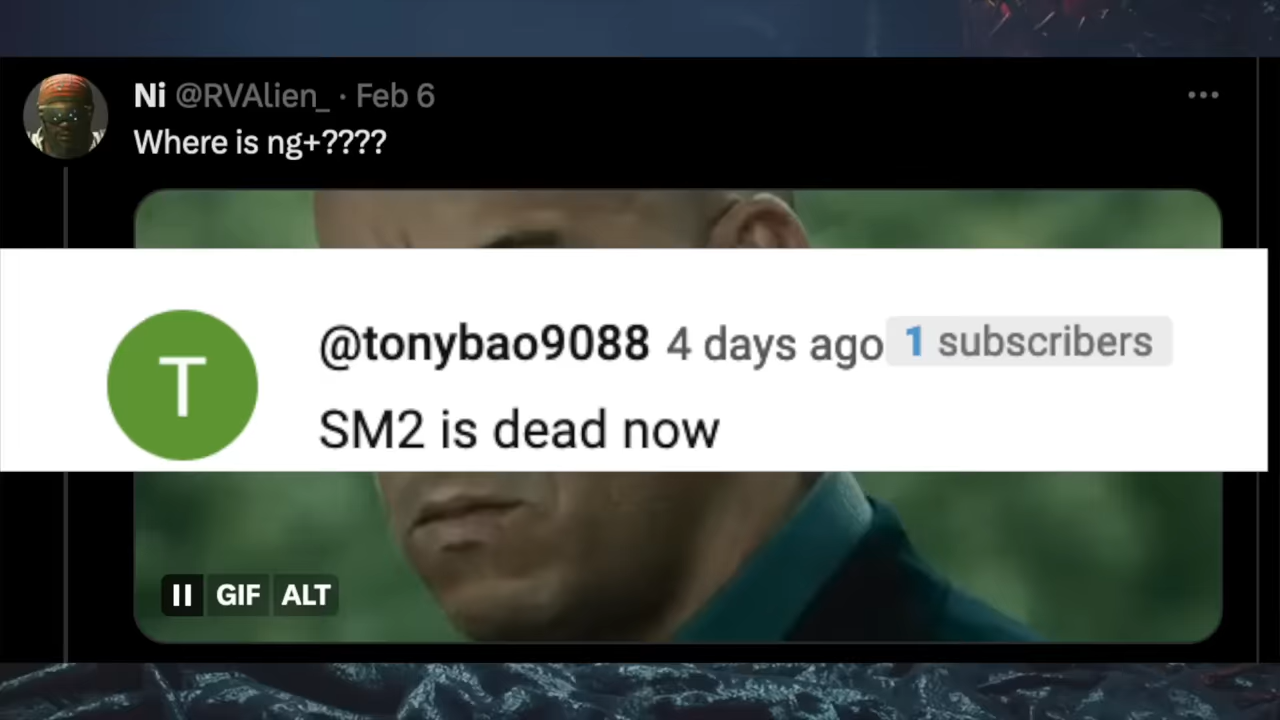 Ni @RVAlien_ · Feb 6
Where is ng+????
T
@tonybao9088 4 days ago 1 subscribers
SM2 is dead now
GIF ALT